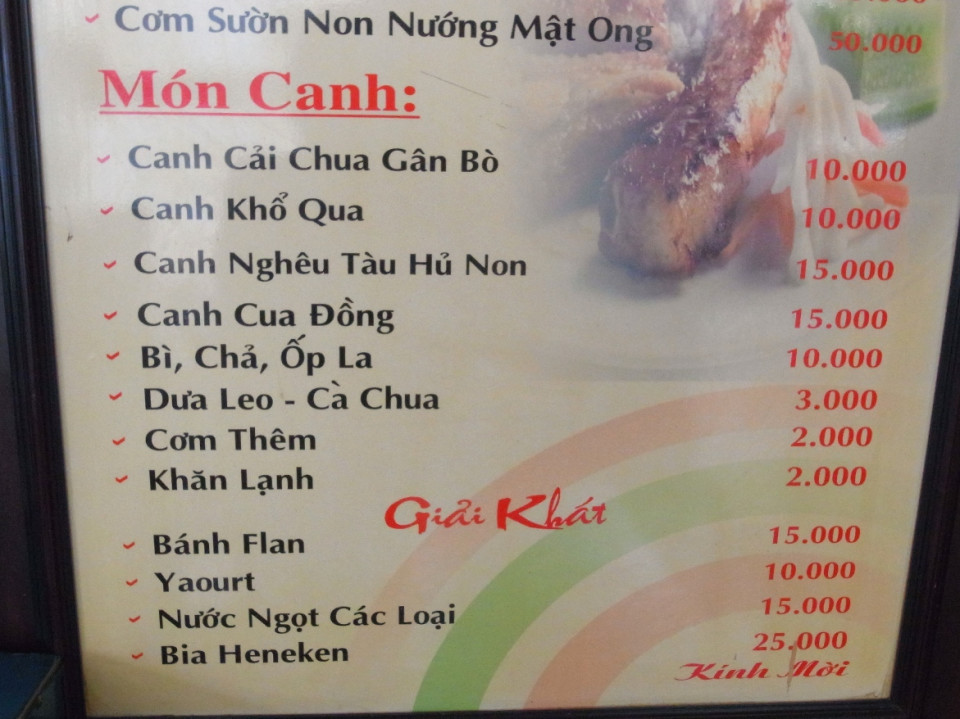 Cơm Sườn Non Nướng Mật Ong 50.000
Món Canh:
Canh Cải Chua Gân Bò 10.000
Canh Khổ Qua 10.000
Canh Nghêu Tàu Hủ Non 15.000
Canh Cua Đồng 15.000
Bì, Chả, Ốp La 10.000
Dưa Leo - Cà Chua 3.000
Cơm Thêm 2.000
Khăn Lạnh 2.000
Giải Khát
Bánh Flan 15.000
Yaourt 10.000
Nước Ngọt Các Loại 15.000
Bia Heneken 25.000
Kính Mời